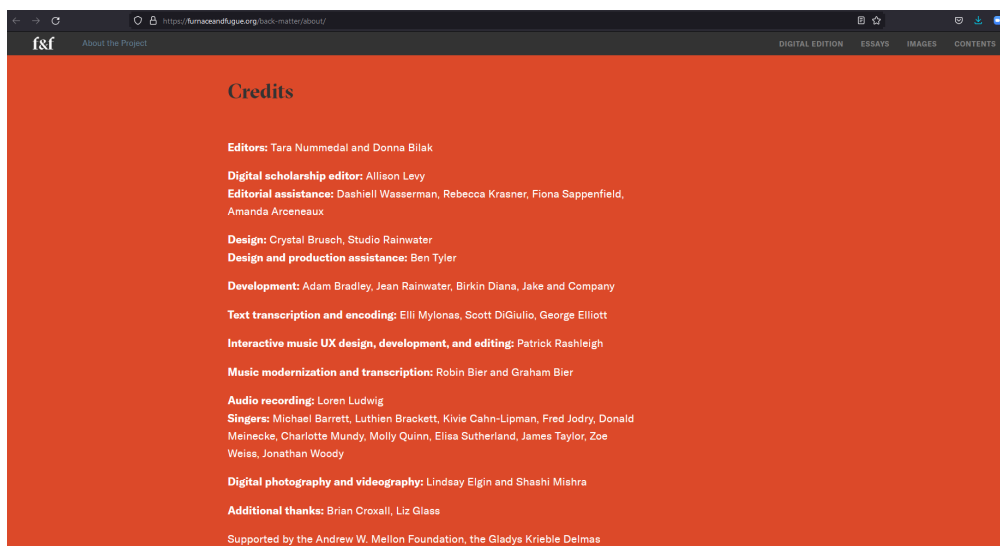 https://furnaceandfugue.org/back-matter/about/
f&f
About the Project
DIGITAL EDITION
ESSAYS
IMAGES
CONTENTS
Credits
Editors: Tara Nummedal and Donna Bilak
Digital scholarship editor: Allison Levy
Editorial assistance: Dashiell Wasserman, Rebecca Krasner, Fiona Sappenfield,
Amanda Arceneaux
Design: Crystal Brusch, Studio Rainwater
Design and production assistance: Ben Tyler
Development: Adam Bradley, Jean Rainwater, Birkin Diana, Jake and Company
Text transcription and encoding: Elli Mylonas, Scott DiGiulio, George Elliott
Interactive music UX design, development, and editing: Patrick Rashleigh
Music modernization and transcription: Robin Bier and Graham Bier
Audio recording: Loren Ludwig
Singers: Michael Barrett, Luthien Brackett, Kivie Cahn-Lipman, Fred Jodry, Donald
Meinecke, Charlotte Mundy, Molly Quinn, Elisa Sutherland, James Taylor, Zoe
Weiss, Jonathan Woody
Digital photography and videography: Lindsay Elgin and Shashi Mishra
Additional thanks: Brian Croxall, Liz Glass
Supported by the Andrew W. Mellon Foundation, the Gladys Krieble Delmas